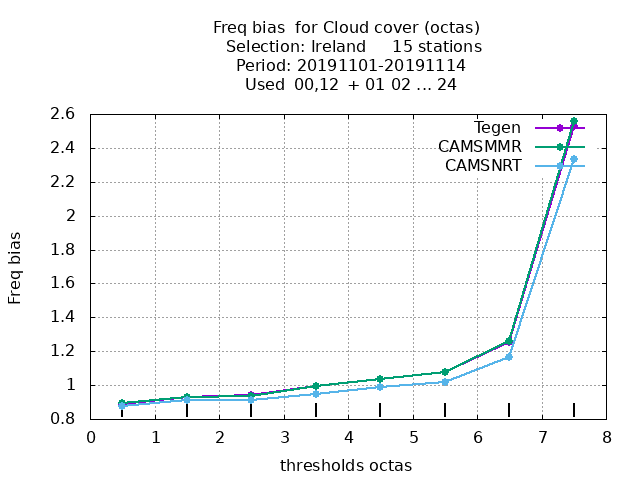 Freq bias  for Cloud cover (octas)
Selection: Ireland     15 stations
Period: 20191101-20191114
Used  00,12  + 01 02 ... 24
Tegen
CAMSMMR
CAMSNRT
2.6
2.4
2.2
2
1.8
1.6
1.4
1.2
1
0.8
Freq bias
0 1 2 3 4 5 6 7 8
thresholds octas